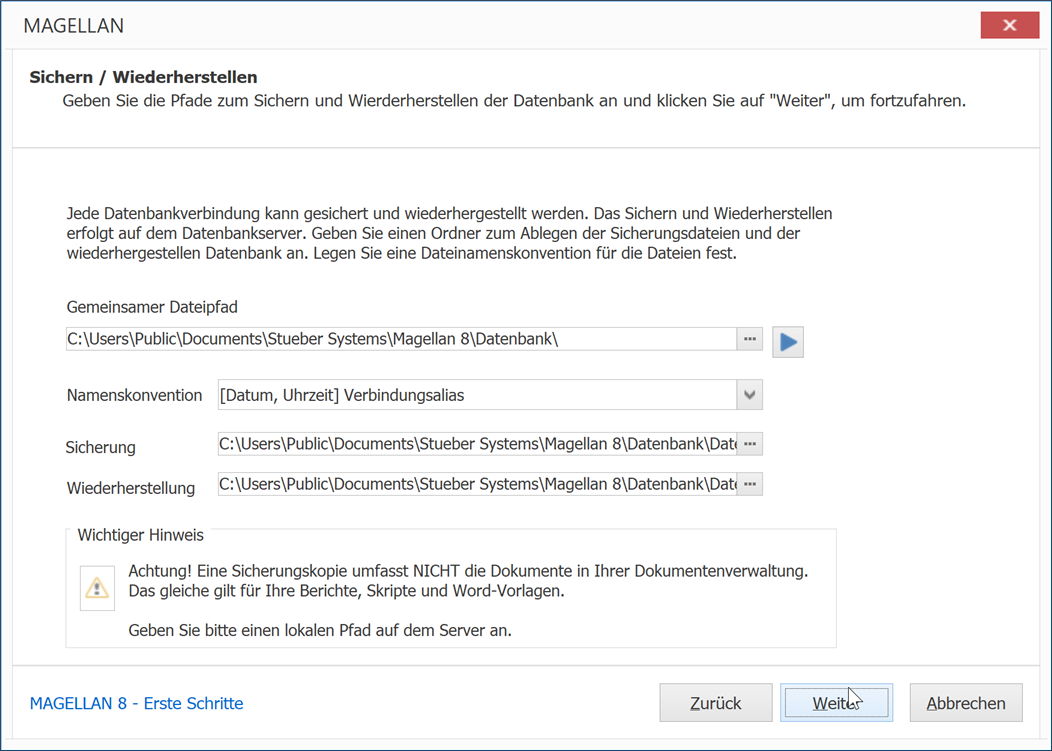 MAGELLAN
Sichern / Wiederherstellen
Geben Sie die Pfade zum Sichern und Wierderherstellen der Datenbank an und klicken Sie auf "Weiter", um fortzufahren.
Jede Datenbankverbindung kann gesichert und wiederhergestellt werden. Das Sichern und Wiederherstellen
erfolgt auf dem Datenbankserver. Geben Sie einen Ordner zum Ablegen der Sicherungsdateien und der
wiederhergestellen Datenbank an. Legen Sie eine Dateinamenskonvention für die Dateien fest.
Gemeinsamer Dateipfad
C:\Users\Public\Documents\Stueber Systems\Magellan 8\Datenbank\
Namenskonvention [Datum, Uhrzeit] Verbindungsalias
Sicherung C:\Users\Public\Documents\Stueber Systems\Magellan 8\Datenbank\Date
Wiederherstellung C:\Users\Public\Documents\Stueber Systems\Magellan 8\Datenbank\Date
Wichtiger Hinweis
Achtung! Eine Sicherungskopie umfasst NICHT die Dokumente in Ihrer Dokumentenverwaltung.
Das gleiche gilt für Ihre Berichte, Skripte und Word-Vorlagen.
Geben Sie bitte einen lokalen Pfad auf dem Server an.
MAGELLAN 8 - Erste Schritte Zurück Weiter Abbrechen